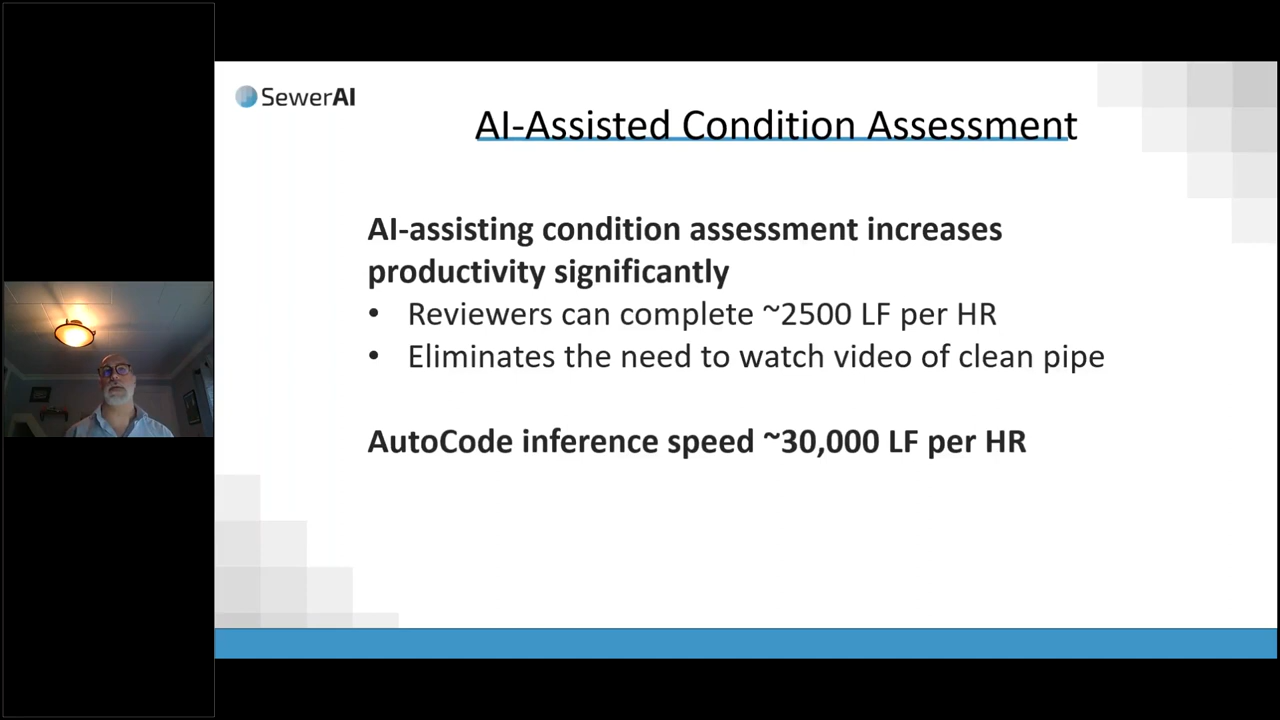 SewerAI
AI-Assisted Condition Assessment
AI-assisting condition assessment increases
productivity significantly
• Reviewers can complete ~2500 LF per HR
• Eliminates the need to watch video of clean pipe
AutoCode inference speed ~30,000 LF per HR